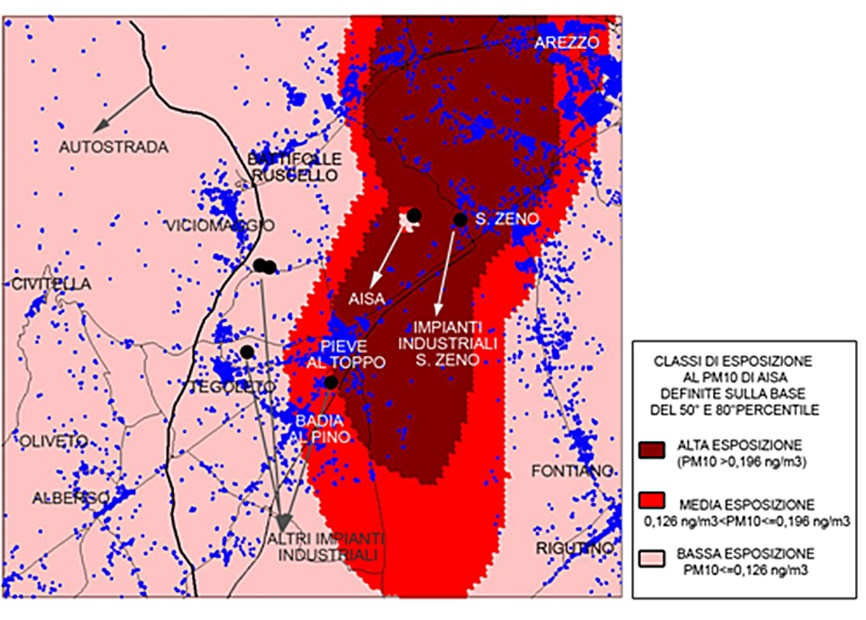 AREZZO
AUTOSTRADA
BATTIFOLLE
RUSCELLO
VICIOMAGGIO
S. ZENO
CIVITELLA
AISA
IMPIANTI
INDUSTRIALI
S. ZENO
PIEVE
AL TOPPO
TEGOLETO
BADIA
AL PINO
OLIVETO
FONTIANO
ALBERGO
ALTRI IMPIANTI
INDUSTRIALI
RIGUTINO
CLASSI DI ESPOSIZIONE
AL PM10 DI AISA
DEFINITE SULLA BASE
DEL 50° E 80°PERCENTILE
ALTA ESPOSIZIONE
(PM10 >0,196 ng/m3)
MEDIA ESPOSIZIONE
0,126 ng/m3<PM10<=0,196 ng/m3
BASSA ESPOSIZIONE
PM10<=0,126 ng/m3